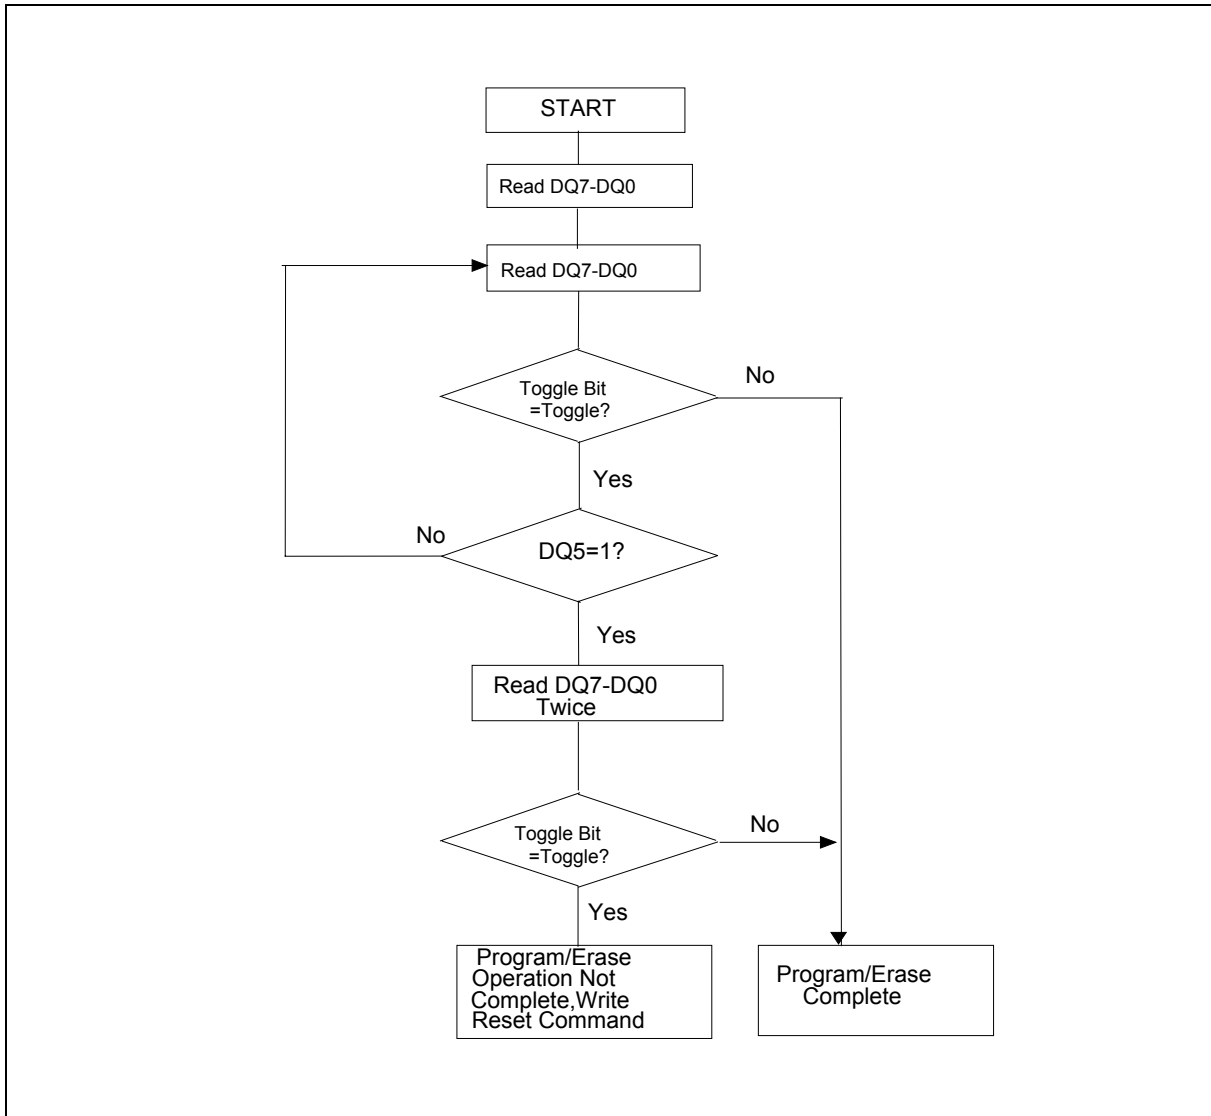 START
Read DQ7-DQ0
Read DQ7-DQ0
Toggle Bit
=Toggle?
No
Yes
No
DQ5=1?
Yes
Read DQ7-DQ0
Twice
Toggle Bit
=Toggle?
No
Yes
Program/Erase
Operation Not
Complete,Write
Reset Command
Program/Erase
Complete